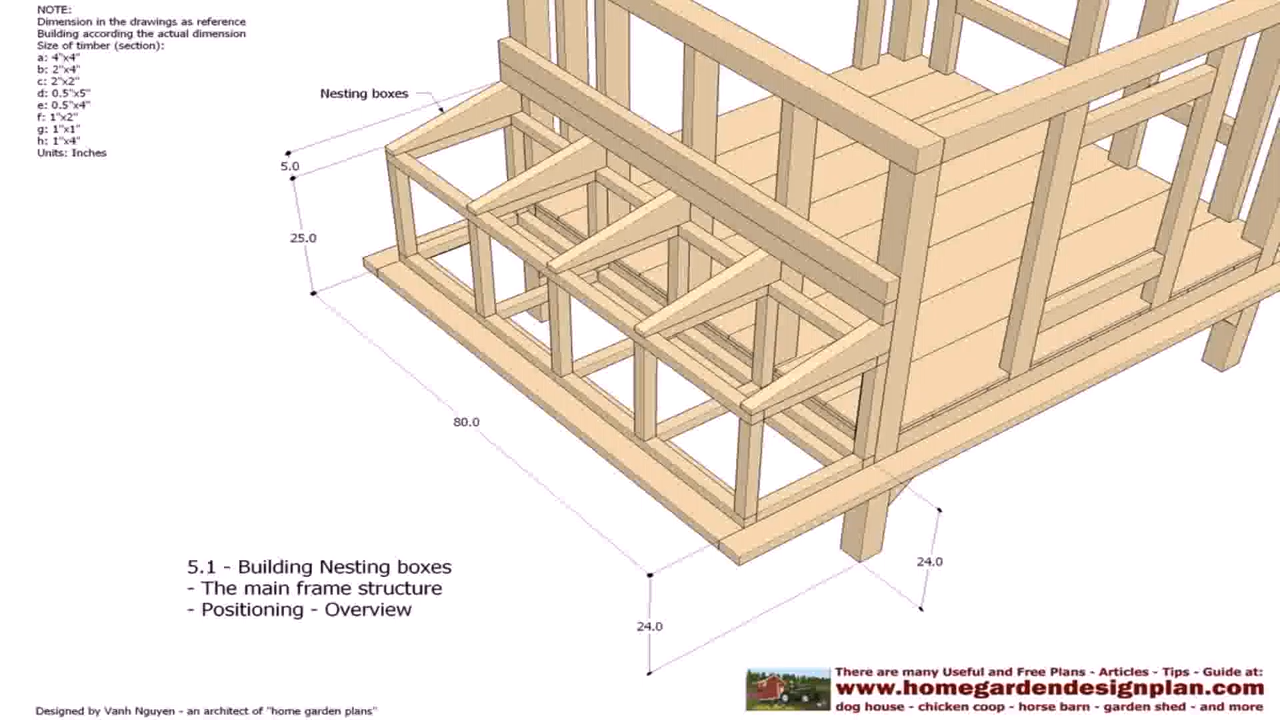 NOTE:
Dimension in the drawings as reference
Building according the actual dimension
Size of timber (section):
a: 4"x4"
b: 2"x4"
c: 2"x2"
d: 0.5"x5"
e: 0.5"x4"
f: 1"x2"
g: 1"x1"
h: 1"x4"
Units: Inches
Nesting boxes
5.0
25.0
80.0
24.0
24.0
5.1 - Building Nesting boxes
- The main frame structure
- Positioning - Overview
Designed by Vanh Nguyen - an architect of "home garden plans"
There are many Useful and Free Plans - Articles - Tips - Guide at:
www.homegardendesignplan.com
dog house - chicken coop - horse barn - garden shed - and more